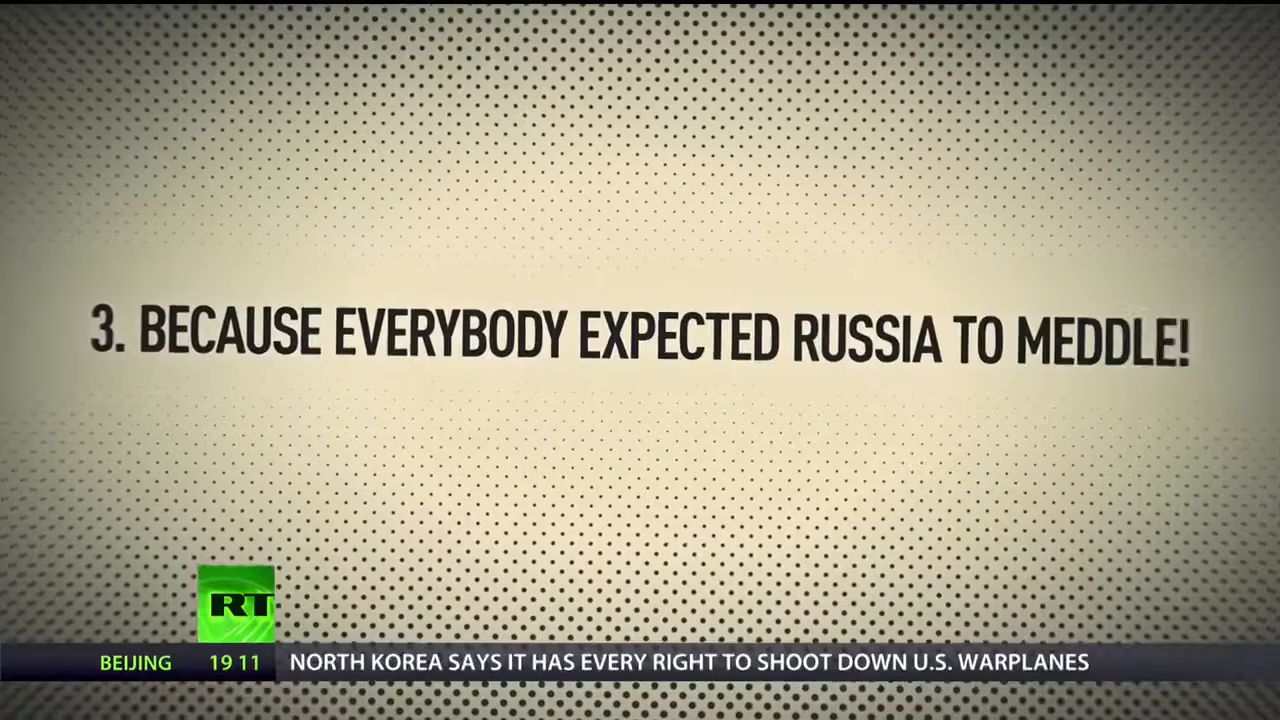 3. BECAUSE EVERYBODY EXPECTED RUSSIA TO MEDDLE!
RT
BEIJING 19 11 NORTH KOREA SAYS IT HAS EVERY RIGHT TO SHOOT DOWN U.S. WARPLANES